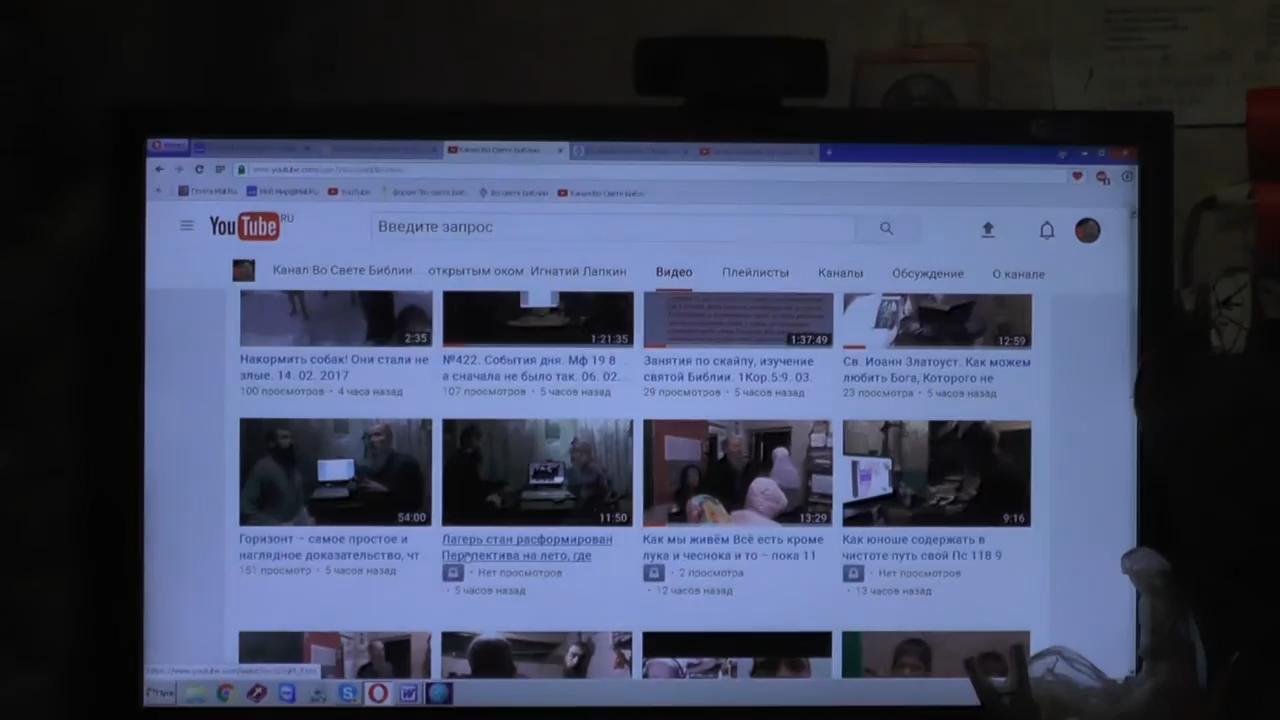 YouTube RU
Введите запрос
Канал Во Свете Библии
открытым оком Игнатий Лапкин
Видео
Плейлисты
Каналы
Обсуждение
О канале
2:35
1:21:35
1:37:49
12:59
Накормить собак! Они стали не
злые. 14. 02. 2017
100 просмотров · 4 часа назад
№422. События дня. Мф 19 8
а сначала не было так. 06. 02...
107 просмотров · 5 часов назад
Занятия по скайпу, изучение
святой Библии. 1Кор.5:9. 03.
29 просмотров · 5 часов назад
Св. Иоанн Златоуст. Как можем
любить Бога, Которого не
23 просмотра · 5 часов назад
54:00
11:50
13:29
9:16
Горизонт – самое простое и
наглядное доказательство, чт
151 просмотр · 5 часов назад
Лагерь стан расформирован
Перспектива на лето, где
· Нет просмотров
· 5 часов назад
Как мы живём Всё есть кроме
лука и чеснока и то – пока 11
· 2 просмотра
· 12 часов назад
Как юноше содержать в
чистоте путь свой Пс 118 9
· Нет просмотров
· 13 часов назад